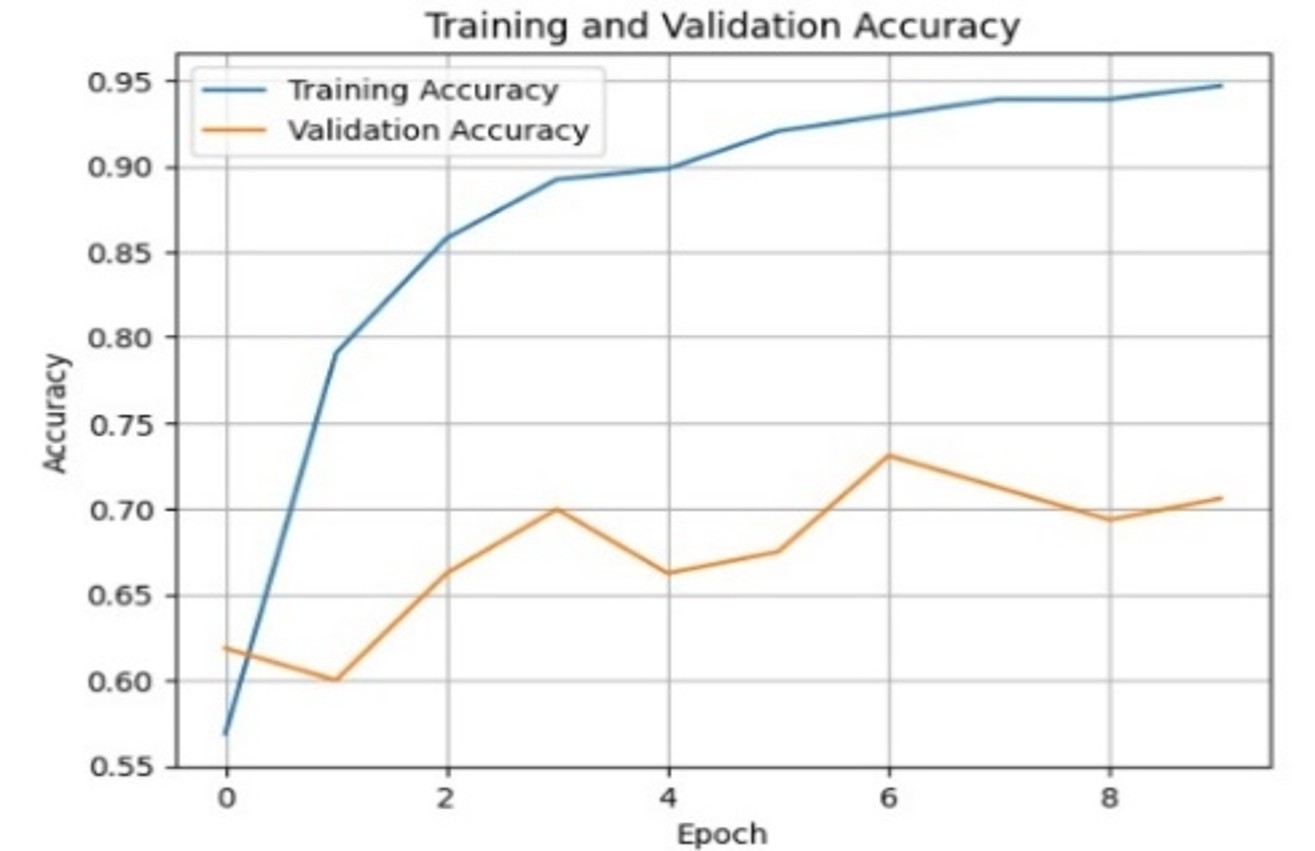 Training and Validation Accuracy
Training Accuracy
Validation Accuracy
0.95
0.90
0.85
0.80
0.75
0.70
0.65
0.60
0.55
Accuracy
0 2 4 6 8
Epoch